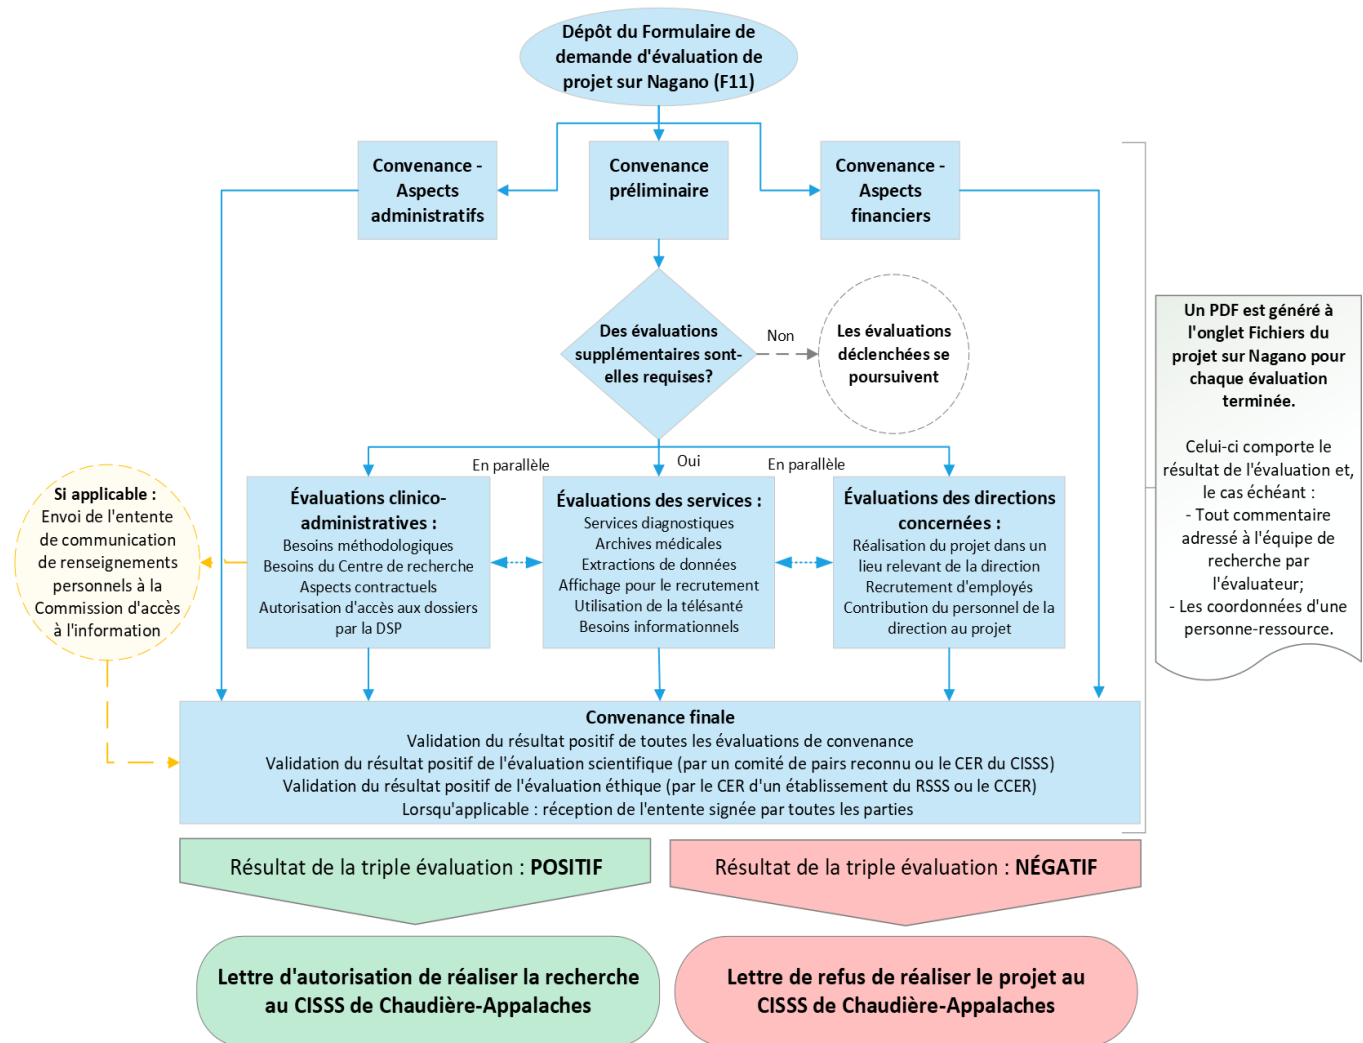 Dépôt du Formulaire de
demande d'évaluation de
projet sur Nagano (F11)
Convenance -
Aspects
administratifs
Convenance
préliminaire
Convenance -
Aspects
financiers
Des évaluations
supplémentaires sont-
elles requises?
Non
Les évaluations
déclenchées se
poursuivent
Un PDF est généré à
l'onglet Fichiers du
projet sur Nagano pour
chaque évaluation
terminée.
Celui-ci comporte le
résultat de l'évaluation et,
le cas échéant :
- Tout commentaire
adressé à l'équipe de
recherche par
l'évaluateur;
- Les coordonnées d'une
personne-ressource.
En parallèle
Oui
En parallèle
Si applicable :
Envoi de l'entente
de communication
de renseignements
personnels à la
Commission d'accès
à l'information
Évaluations clinico-
administratives :
Besoins méthodologiques
Besoins du Centre de recherche
Aspects contractuels
Autorisation d'accès aux dossiers
par la DSP
Évaluations des services :
Services diagnostiques
Archives médicales
Extractions de données
Affichage pour le recrutement
Utilisation de la télésanté
Besoins informationnels
Évaluations des directions
concernées :
Réalisation du projet dans un
lieu relevant de la direction
Recrutement d'employés
Contribution du personnel de la
direction au projet
Convenance finale
Validation du résultat positif de toutes les évaluations de convenance
Validation du résultat positif de l'évaluation scientifique (par un comité de pairs reconnu ou le CER du CISSS)
Validation du résultat positif de l'évaluation éthique (par le CER d'un établissement du RSSS ou le CCER)
Lorsqu'applicable : réception de l'entente signée par toutes les parties
Résultat de la triple évaluation : POSITIF
Résultat de la triple évaluation : NÉGATIF
Lettre d'autorisation de réaliser la recherche
au CISSS de Chaudière-Appalaches
Lettre de refus de réaliser le projet au
CISSS de Chaudière-Appalaches